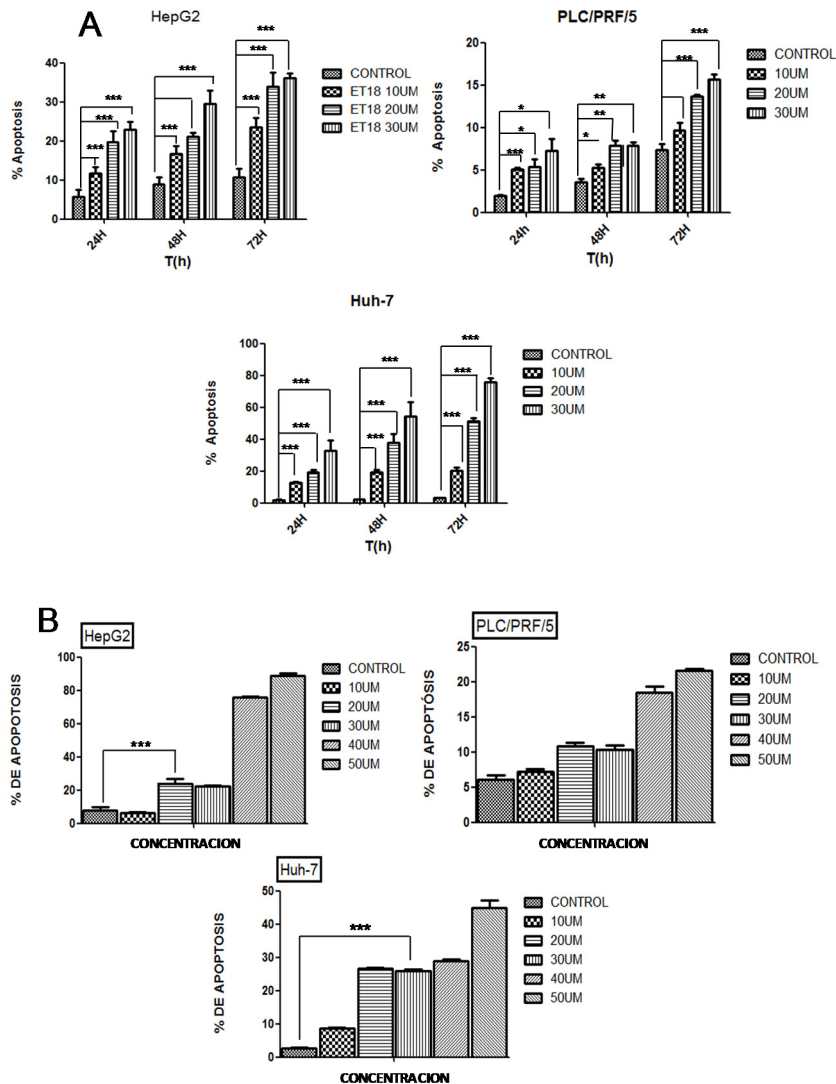 A
HepG2
% Apoptosis
40
30
20
10
0
***
***
***
***
***
***
***
***
24H
48H
72H
T(h)
CONTROL
ET18 10UM
ET18 20UM
ET18 30UM
PLC/PRF/5
% Apoptosis
20
15
10
5
0
*
*
***
**
**
*
***
***
24h
48H
72H
T(h)
CONTROL
10UM
20UM
30UM
Huh-7
% Apoptosis
100
80
60
40
20
0
***
***
***
***
***
***
***
***
***
24H
48H
72H
T(h)
CONTROL
10UM
20UM
30UM
B
HepG2
% DE APOPOTOSIS
100
80
60
40
20
0
***
CONCENTRACION
CONTROL
10UM
20UM
30UM
40UM
50UM
PLC/PRF/5
% DE APOPTÓSIS
25
20
15
10
5
0
CONCENTRACION
CONTROL
10UM
20UM
30UM
40UM
50UM
Huh-7
% DE APOPTOSIS
50
40
30
20
10
0
***
CONCENTRACION
CONTROL
10UM
20UM
30UM
40UM
50UM